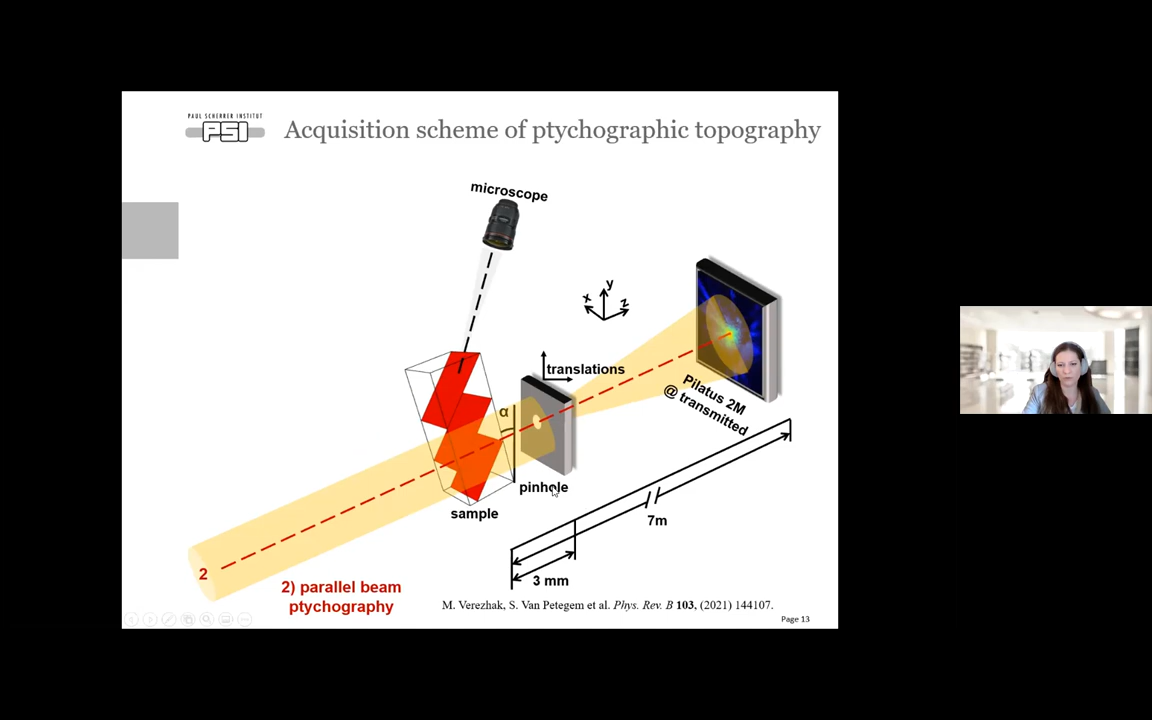 PAUL SCHERRER INSTITUT
PSI
Acquisition scheme of ptychographic topography
microscope
x
y
z
translations
α
Pilatus 2M
@ transmitted
pinhole
sample
7m
3 mm
2
2) parallel beam
ptychography
M. Verezhak, S. Van Petegem et al. Phys. Rev. B 103, (2021) 144107.
Page 13